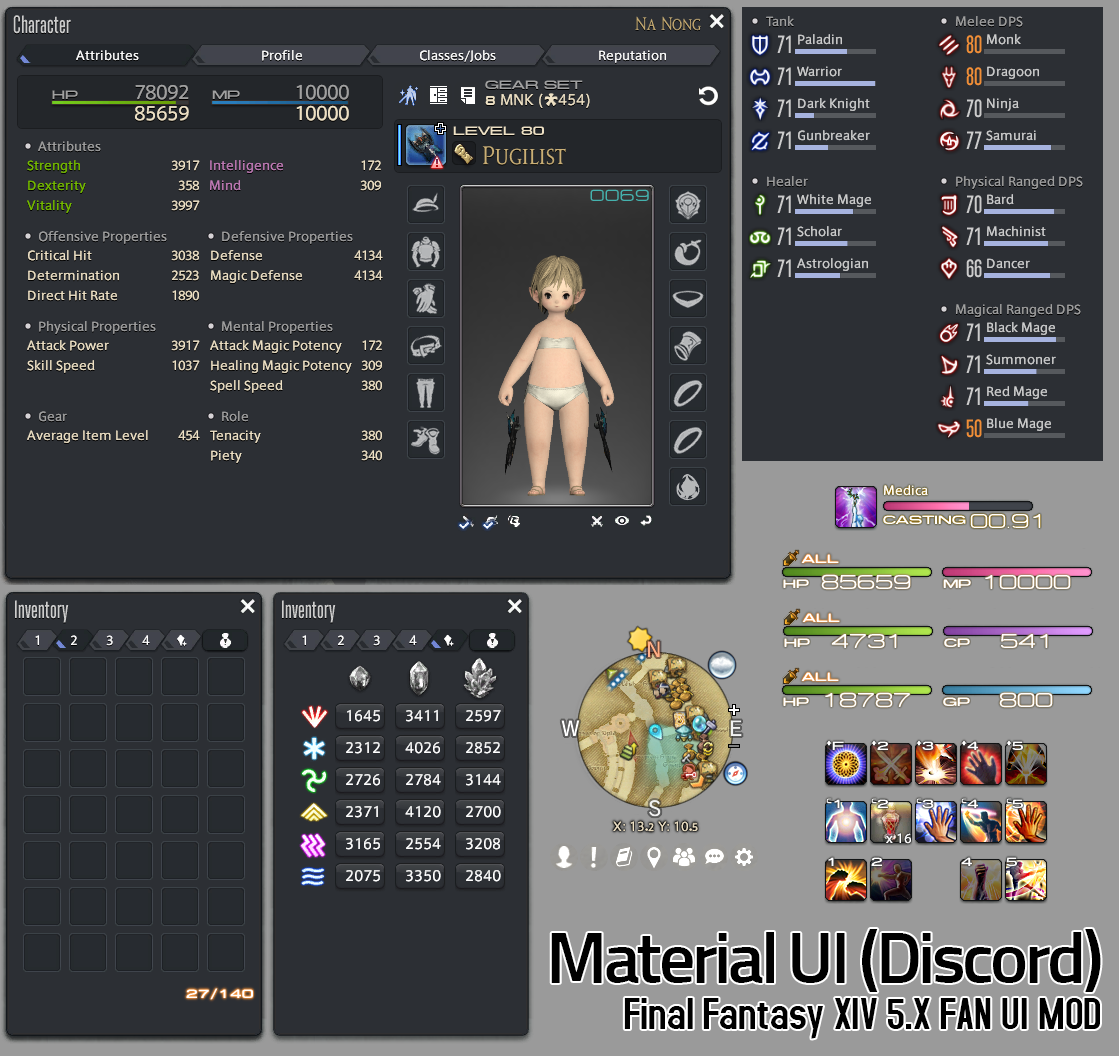 Character
NA NONG
Attributes Profile Classes/Jobs Reputation
HP 78092 MP 10000
85659 10000
GEAR SET
8 MNK (454)
LEVEL 80
PUGILIST
Attributes
Strength 3917 Intelligence 172
Dexterity 358 Mind 309
Vitality 3997
Offensive Properties Defensive Properties
Critical Hit 3038 Defense 4134
Determination 2523 Magic Defense 4134
Direct Hit Rate 1890
Physical Properties Mental Properties
Attack Power 3917 Attack Magic Potency 172
Skill Speed 1037 Healing Magic Potency 309
Spell Speed 380
Gear Role
Average Item Level 454 Tenacity 380
Piety 340
0069
Tank
71 Paladin
71 Warrior
71 Dark Knight
71 Gunbreaker
Healer
71 White Mage
71 Scholar
71 Astrologian
Melee DPS
80 Monk
80 Dragoon
70 Ninja
77 Samurai
Physical Ranged DPS
70 Bard
71 Machinist
66 Dancer
Magical Ranged DPS
71 Black Mage
71 Summoner
71 Red Mage
50 Blue Mage
Medica
CASTING 00.91
ALL
HP 85659 MP 10000
ALL
HP 4731 CP 541
ALL
HP 18787 GP 800
Inventory
1 2 3 4
27/140
Inventory
1 2 3 4
1645 3411 2597
2312 4026 2852
2726 2784 3144
2371 4120 2700
3165 2554 3208
2075 3350 2840
N
W E
S
X: 13.2 Y: 10.5
+F +2 +3 +4 +5
c1 c2 c3 c4 c5
x16
1 2 4 5
Material UI (Discord)
Final Fantasy XIV 5.X FAN UI MOD